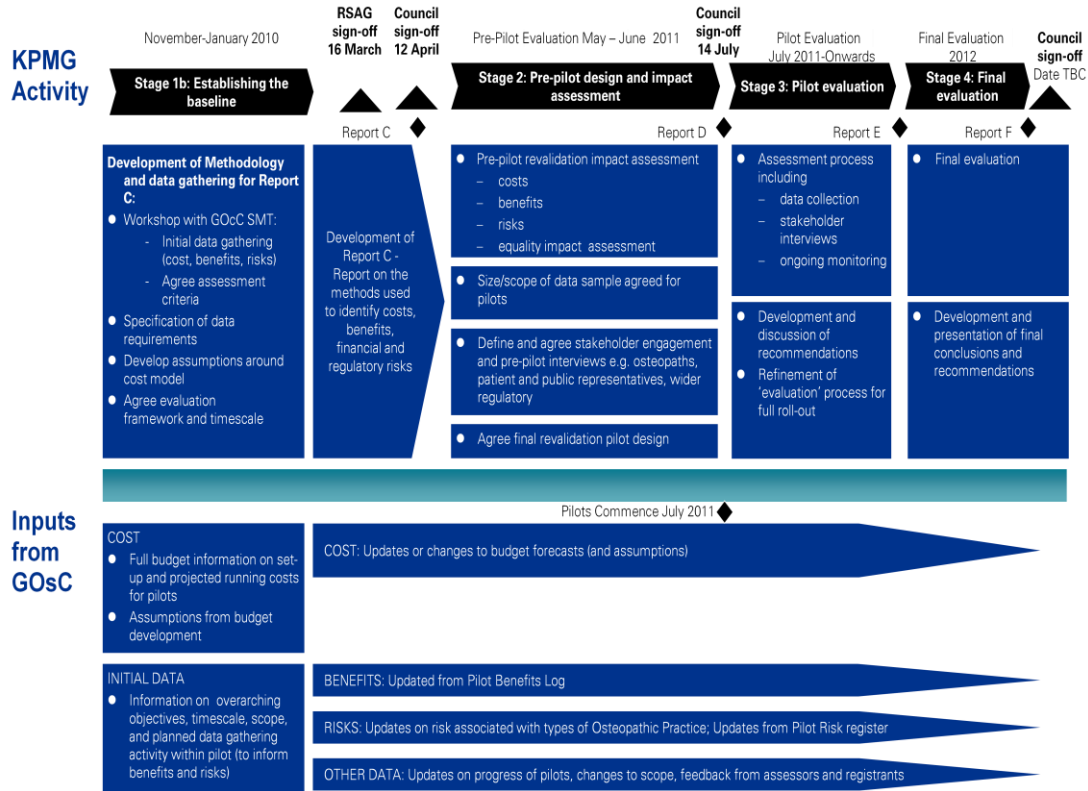 KPMG
Activity
November-January 2010
RSAG
sign-off
16 March
Council
sign-off
12 April
Pre-Pilot Evaluation May – June 2011
Council
sign-off
14 July
Pilot Evaluation
July 2011-Onwards
Final Evaluation
2012
Council
sign-off
Date TBC
Stage 1b: Establishing the
baseline
Stage 2: Pre-pilot design and impact
assessment
Stage 3: Pilot evaluation
Stage 4: Final
evaluation
Report C
Report D
Report E
Report F
Development of Methodology
and data gathering for Report
C:
● Workshop with GOcC SMT:
- Initial data gathering
(cost, benefits, risks)
- Agree assessment
criteria
● Specification of data
requirements
● Develop assumptions around
cost model
● Agree evaluation
framework and timescale
Development of
Report C -
Report on the
methods used
to identify costs,
benefits,
financial and
regulatory risks
● Pre-pilot revalidation impact assessment
– costs
– benefits
– risks
– equality impact assessment
● Size/scope of data sample agreed for
pilots
● Define and agree stakeholder engagement
and pre-pilot interviews e.g. osteopaths,
patient and public representatives, wider
regulatory
● Agree final revalidation pilot design
● Assessment process
including
– data collection
– stakeholder
interviews
– ongoing monitoring
● Development and
discussion of
recommendations
● Refinement of
'evaluation' process for
full roll-out
● Final evaluation
● Development and
presentation of final
conclusions and
recommendations
Pilots Commence July 2011
Inputs
from
GOsC
COST
● Full budget information on set-
up and projected running costs
for pilots
● Assumptions from budget
development
COST: Updates or changes to budget forecasts (and assumptions)
INITIAL DATA
● Information on overarching
objectives, timescale, scope,
and planned data gathering
activity within pilot (to inform
benefits and risks)
BENEFITS: Updated from Pilot Benefits Log
RISKS: Updates on risk associated with types of Osteopathic Practice; Updates from Pilot Risk register
OTHER DATA: Updates on progress of pilots, changes to scope, feedback from assessors and registrants